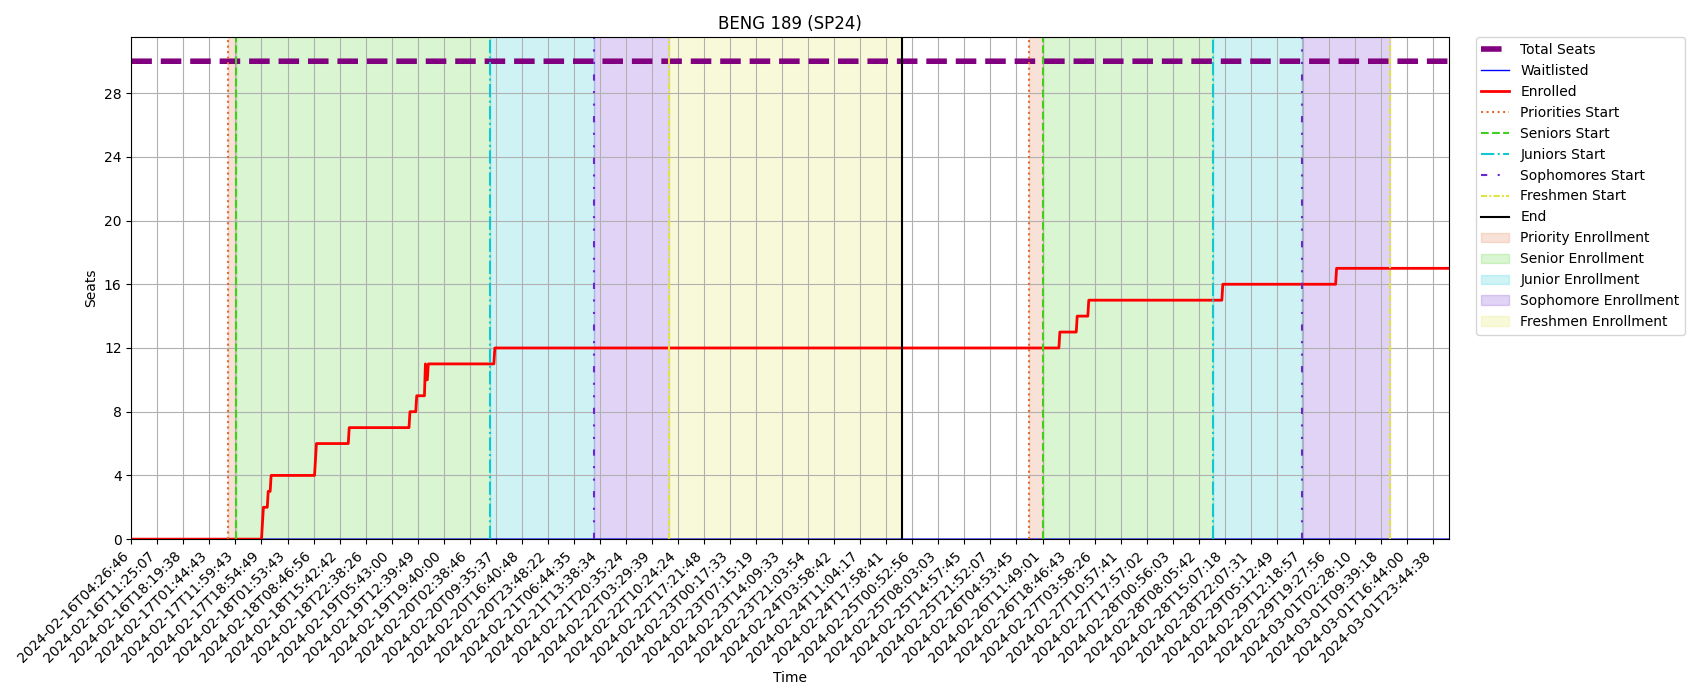 BENG 189 (SP24)
Seats
28
24
20
16
12
8
4
0
2024-02-16T04:26:46
2024-02-16T11:25:07
2024-02-16T18:19:38
2024-02-17T01:44:43
2024-02-17T11:59:43
2024-02-17T18:54:49
2024-02-18T01:53:43
2024-02-18T08:46:56
2024-02-18T15:42:42
2024-02-18T22:38:26
2024-02-19T05:43:00
2024-02-19T12:39:49
2024-02-19T19:40:00
2024-02-20T02:38:46
2024-02-20T09:35:37
2024-02-20T16:40:48
2024-02-20T23:48:22
2024-02-21T06:44:35
2024-02-21T13:38:34
2024-02-21T20:35:24
2024-02-22T03:29:39
2024-02-22T10:24:24
2024-02-22T17:21:48
2024-02-23T00:17:33
2024-02-23T07:15:19
2024-02-23T14:09:33
2024-02-23T21:03:54
2024-02-24T03:58:42
2024-02-24T11:04:17
2024-02-24T17:58:41
2024-02-25T00:52:56
2024-02-25T08:03:03
2024-02-25T14:57:45
2024-02-25T21:52:07
2024-02-26T04:53:45
2024-02-26T11:49:01
2024-02-26T18:46:43
2024-02-27T03:58:26
2024-02-27T10:57:41
2024-02-27T17:57:02
2024-02-28T00:56:03
2024-02-28T08:05:42
2024-02-28T15:07:18
2024-02-28T22:07:31
2024-02-29T05:12:49
2024-02-29T12:18:57
2024-02-29T19:27:56
2024-03-01T02:28:10
2024-03-01T09:39:18
2024-03-01T16:44:00
2024-03-01T23:44:38
Time
Total Seats
Waitlisted
Enrolled
Priorities Start
Seniors Start
Juniors Start
Sophomores Start
Freshmen Start
End
Priority Enrollment
Senior Enrollment
Junior Enrollment
Sophomore Enrollment
Freshmen Enrollment